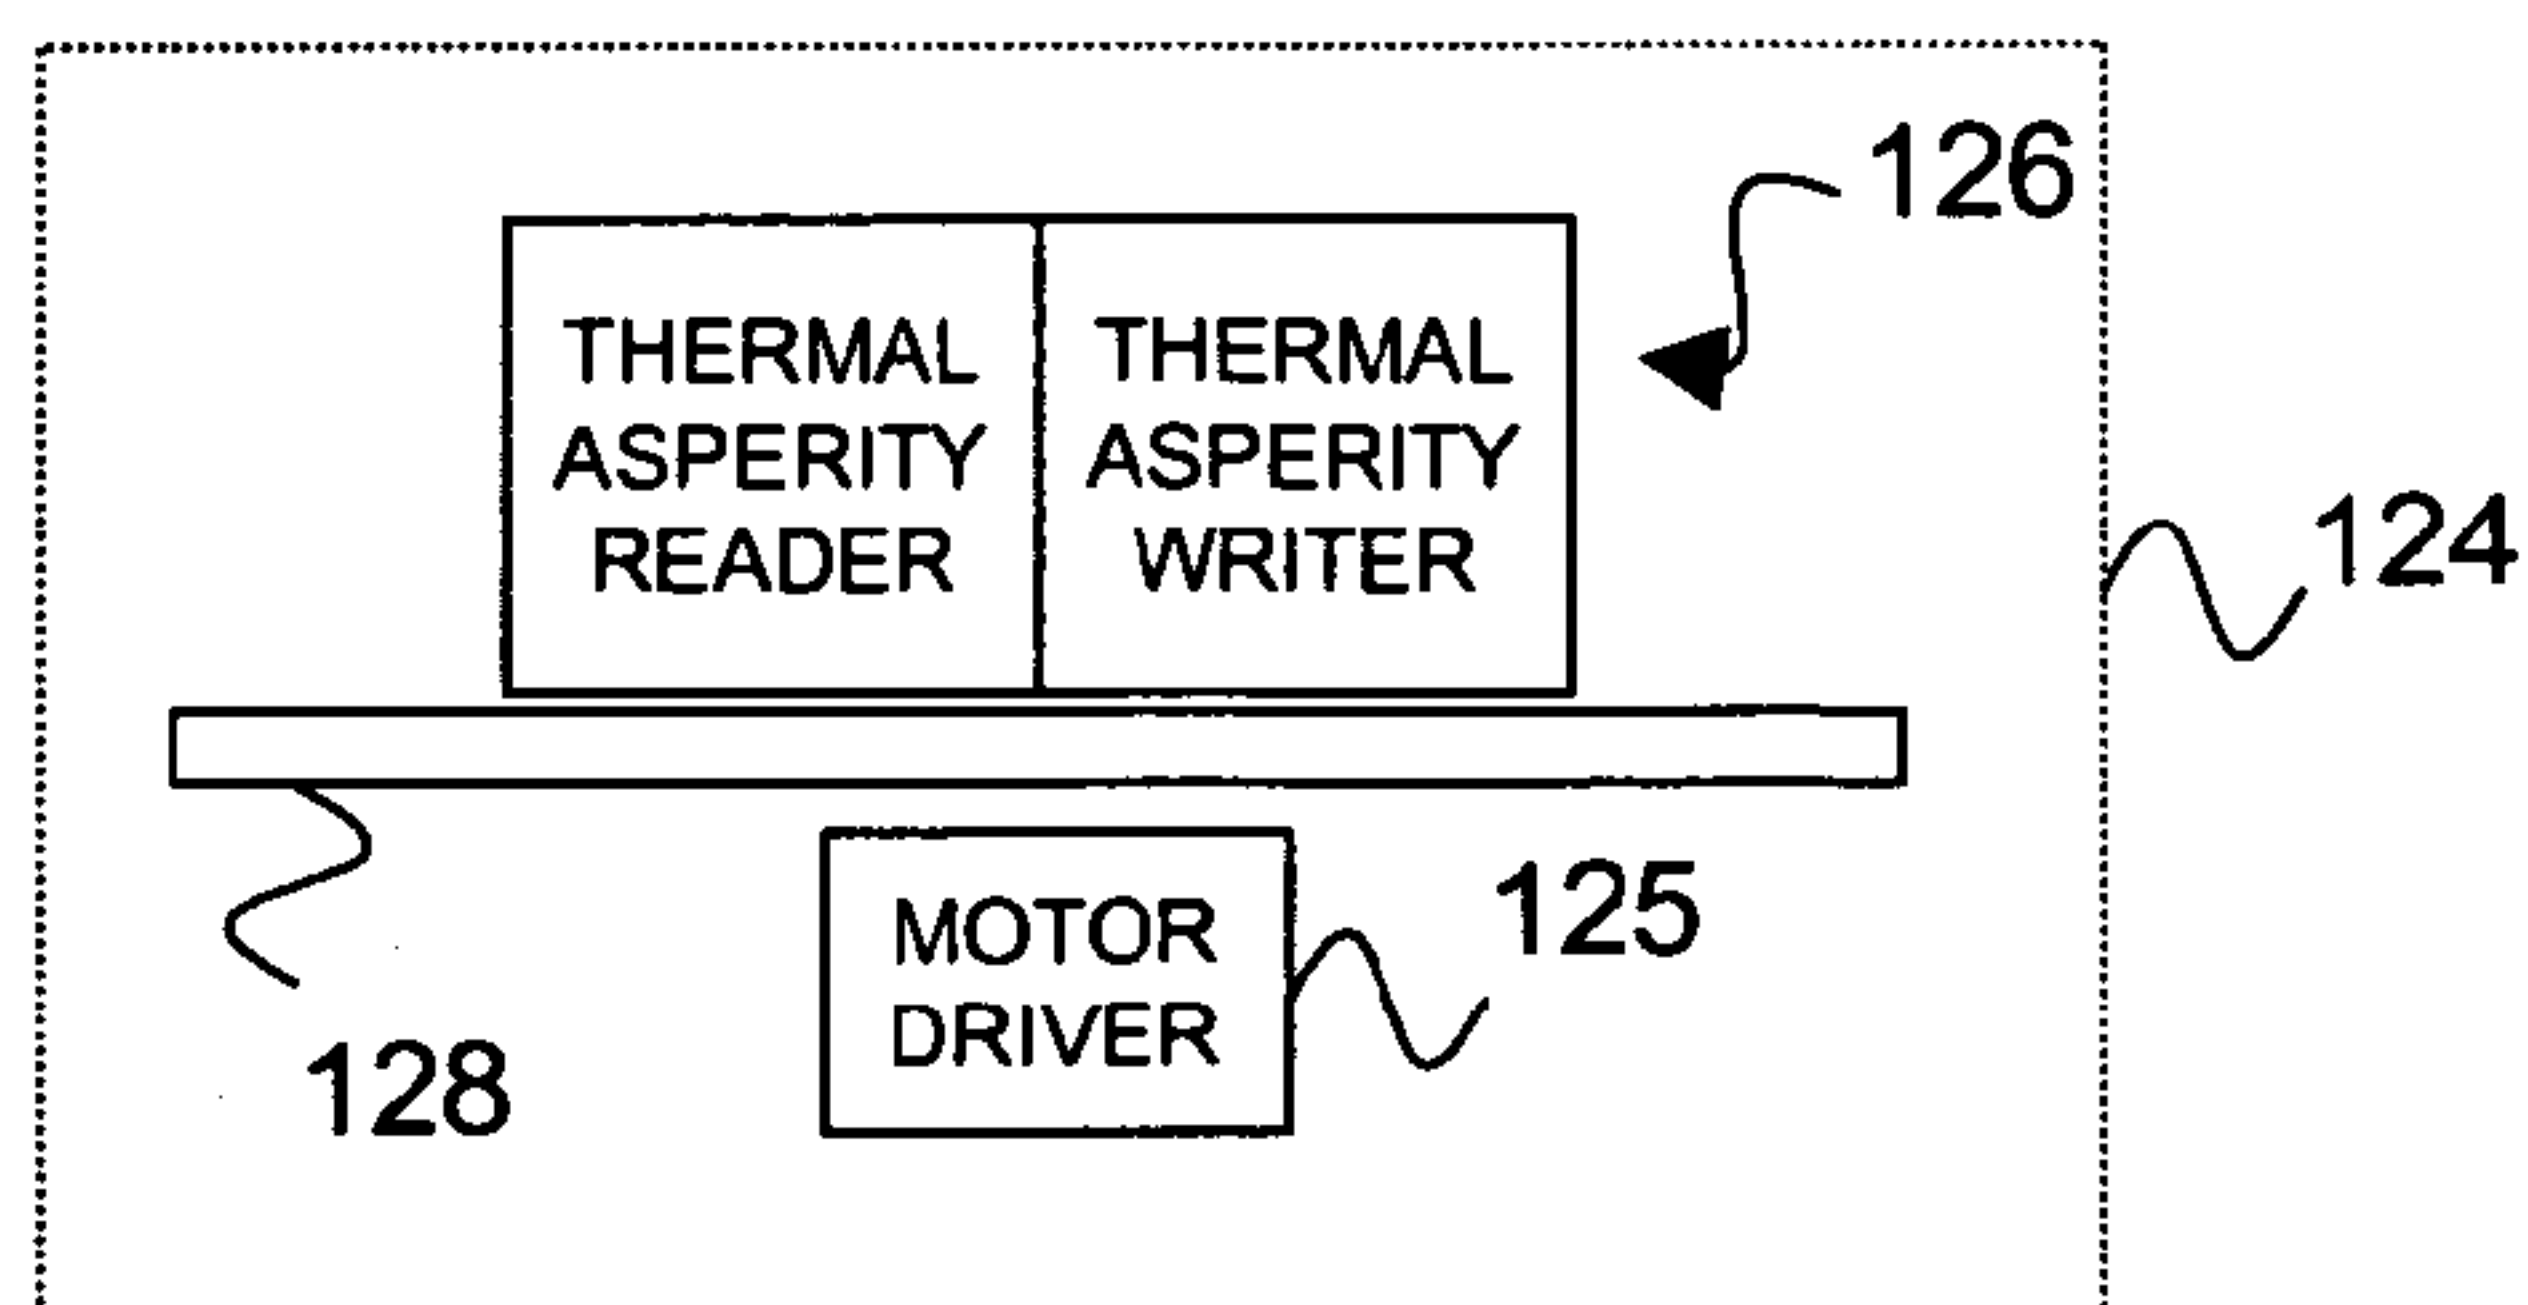 126
THERMAL
ASPERITY
READER
THERMAL
ASPERITY
WRITER
124
MOTOR
DRIVER
125
128